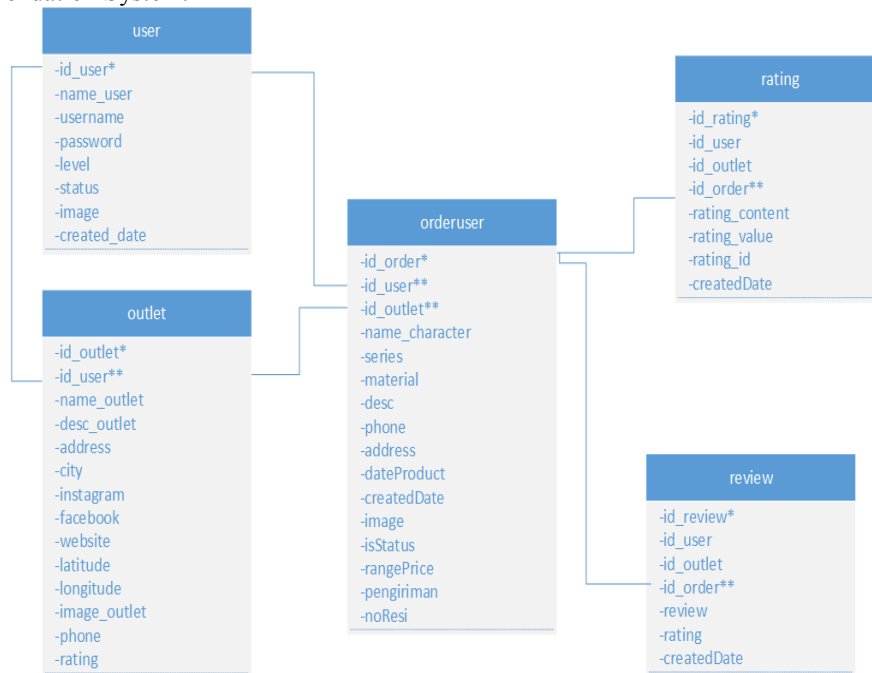 user
-id_user*
-name_user
-username
-password
-level
-status
-image
-created_date
outlet
-id_outlet*
-id_user**
-name_outlet
-desc_outlet
-address
-city
-instagram
-facebook
-website
-latitude
-longitude
-image_outlet
-phone
-rating
orderuser
-id_order*
-id_user**
-id_outlet**
-name_character
-series
-material
-desc
-phone
-address
-dateProduct
-createdDate
-image
-isStatus
-rangePrice
-pengiriman
-noResi
rating
-id_rating*
-id_user
-id_outlet
-id_order**
-rating_content
-rating_value
-rating_id
-createdDate
review
-id_review*
-id_user
-id_outlet
-id_order**
-review
-rating
-createdDate